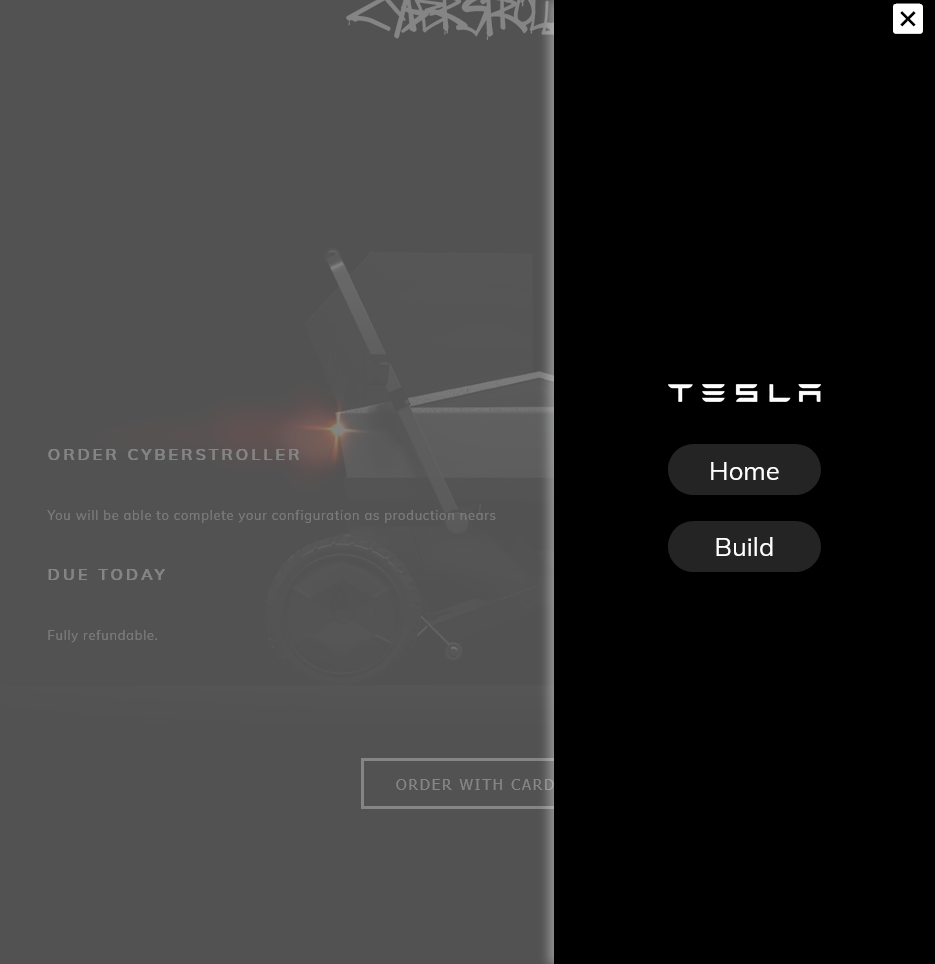 CYBERSTROLL
TESLA
Home
Build
ORDER CYBERSTROLLER
You will be able to complete your configuration as production nears
DUE TODAY
Fully refundable.
ORDER WITH CARD